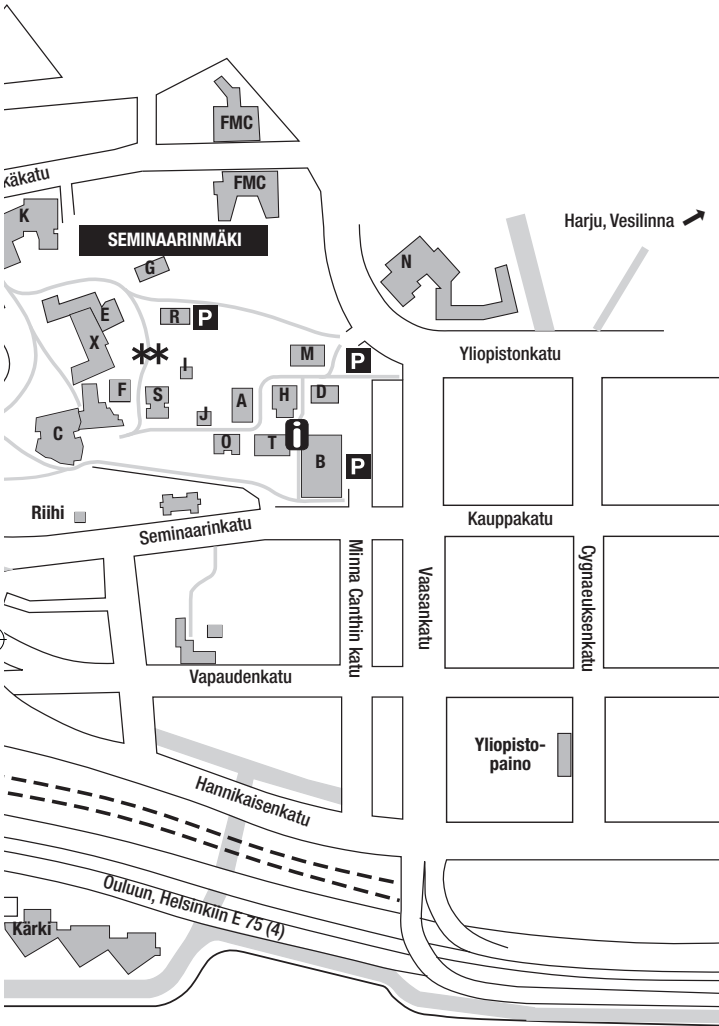 FMC
käkatu
FMC
K
SEMINAARINMÄKI
Harju, Vesilinna
N
G
E
R
P
X
**
I
M
P
Yliopistonkatu
F
S
A
H
D
J
C
O
T
i
B
P
Riihi
Seminaarinkatu
Kauppakatu
Minna Canthin katu
Vaasankatu
Cygnaeuksenkatu
Vapaudenkatu
Yliopisto-
paino
Hannikaisenkatu
Ouluun, Helsinkiin E 75 (4)
Kärki